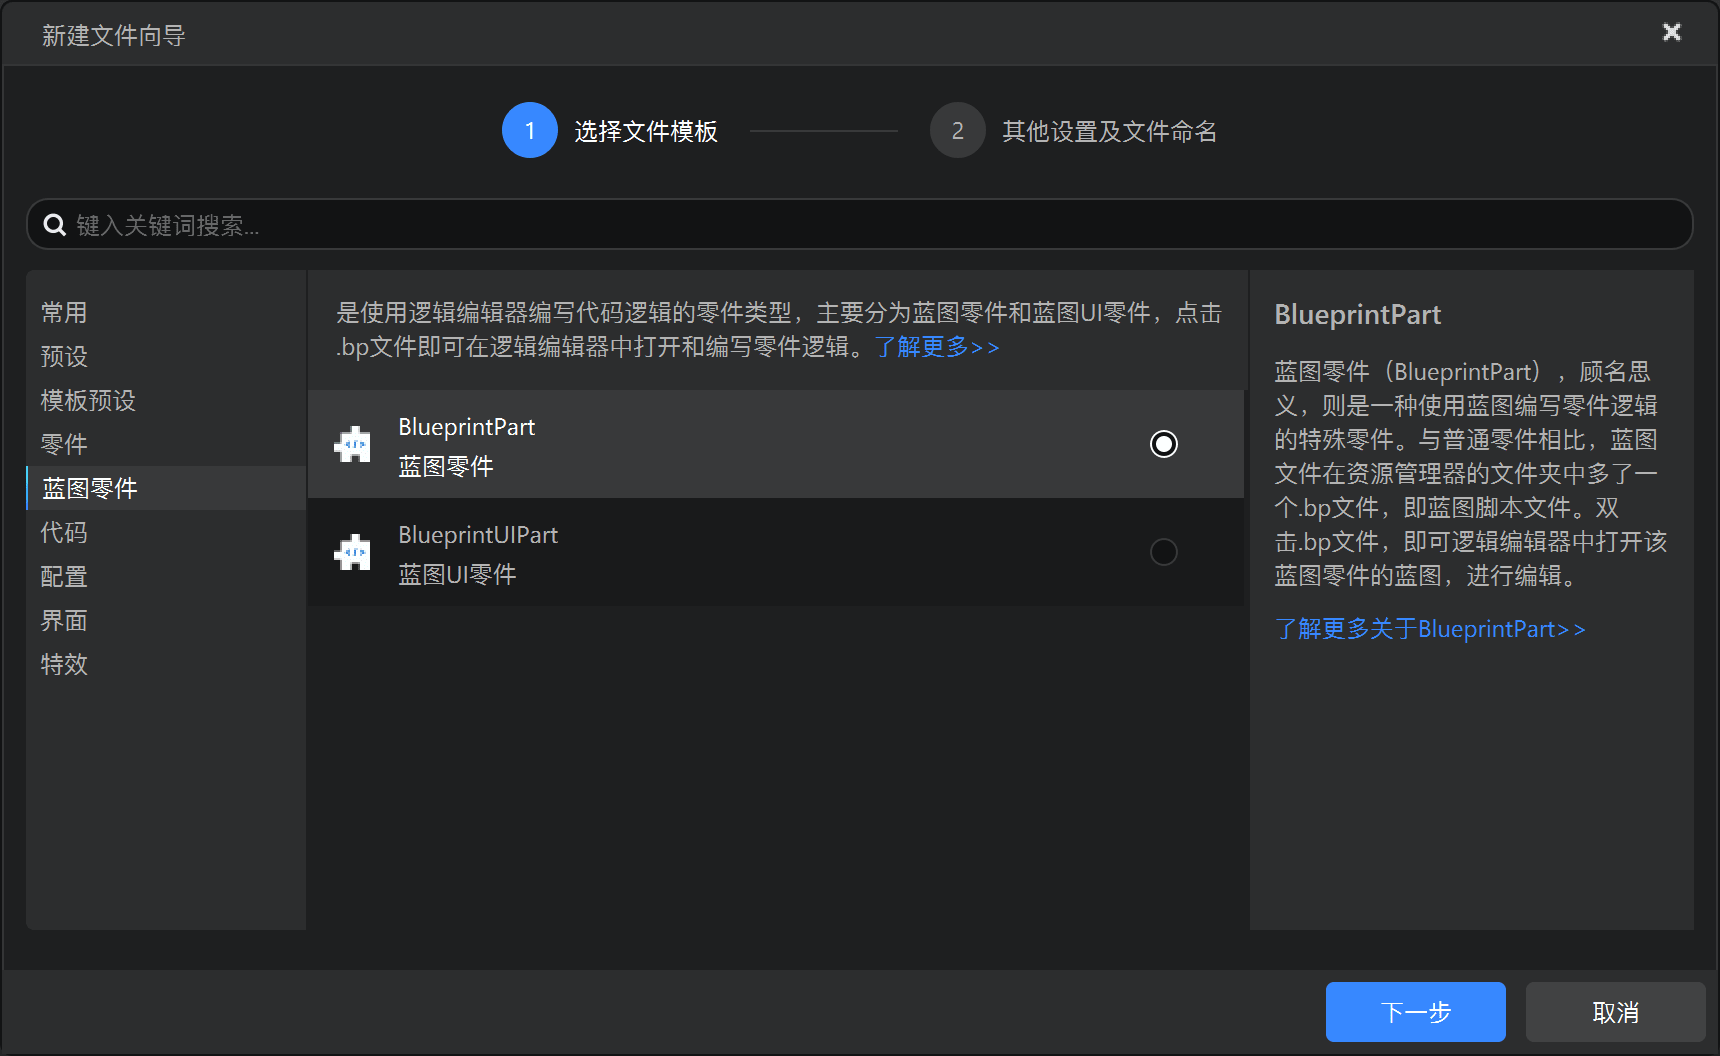 新建文件向导
1 选择文件模板
2 其他设置及文件命名
键入关键词搜索...
常用
预设
模板预设
零件
蓝图零件
代码
配置
界面
特效
是使用逻辑编辑器编写代码逻辑的零件类型，主要分为蓝图零件和蓝图UI零件，点击
.bp文件即可在逻辑编辑器中打开和编写零件逻辑。了解更多>>
BlueprintPart
蓝图零件
BlueprintUIPart
蓝图UI零件
BlueprintPart
蓝图零件（BlueprintPart），顾名思
义，则是一种使用蓝图编写零件逻辑
的特殊零件。与普通零件相比，蓝图
文件在资源管理器的文件夹中多了一
个.bp文件，即蓝图脚本文件。双
击.bp文件，即可逻辑编辑器中打开该
蓝图零件的蓝图，进行编辑。
了解更多关于BlueprintPart>>
下一步
取消